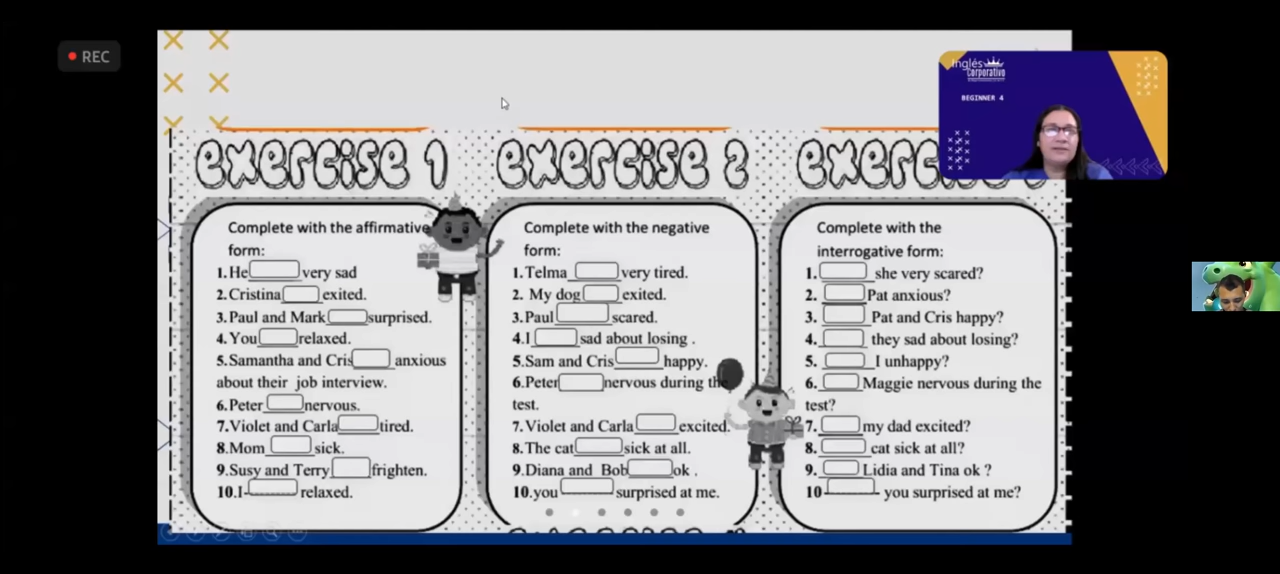 REC
Inglés
Corporativo
BEGINNER 4
exercise 1
Complete with the affirmative
form:
1.He very sad
2.Cristina exited.
3.Paul and Mark surprised.
4.You relaxed.
5.Samantha and Cris anxious
about their job interview.
6.Peter nervous.
7.Violet and Carla tired.
8.Mom sick.
9.Susy and Terry frighten.
10.I relaxed.
exercise 2
Complete with the negative
form:
1.Telma very tired.
2. My dog exited.
3.Paul scared.
4.I sad about losing .
5.Sam and Cris happy.
6.Peter nervous during the
test.
7.Violet and Carla excited.
8.The cat sick at all.
9.Diana and Bob ok .
10.you surprised at me.
Complete with the
interrogative form:
1. she very scared?
2. Pat anxious?
3. Pat and Cris happy?
4. they sad about losing?
5. I unhappy?
6. Maggie nervous during the
test?
7. my dad excited?
8. cat sick at all?
9. Lidia and Tina ok ?
10 you surprised at me?